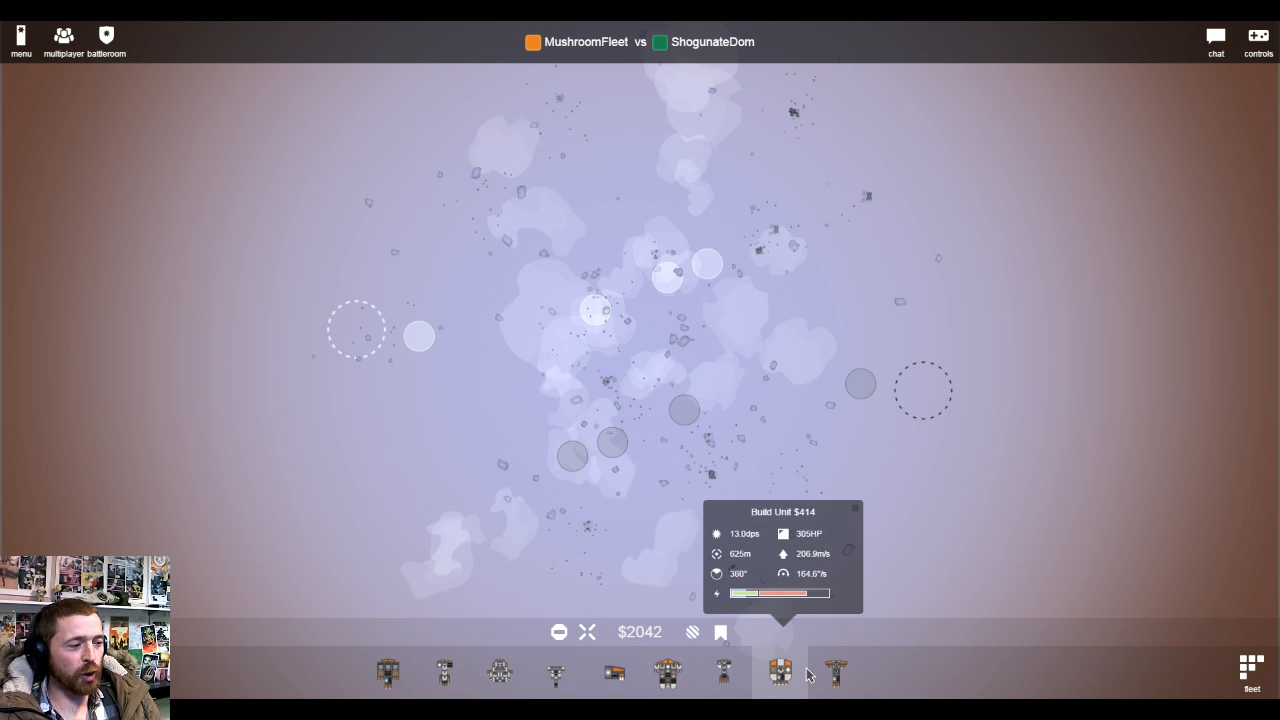 menu
multiplayer
battleroom
MushroomFleet vs ShogunateDom
chat
controls
Build Unit $414
13.0dps
305HP
625m
206.9m/s
360°
164.6°/s
$2042
fleet